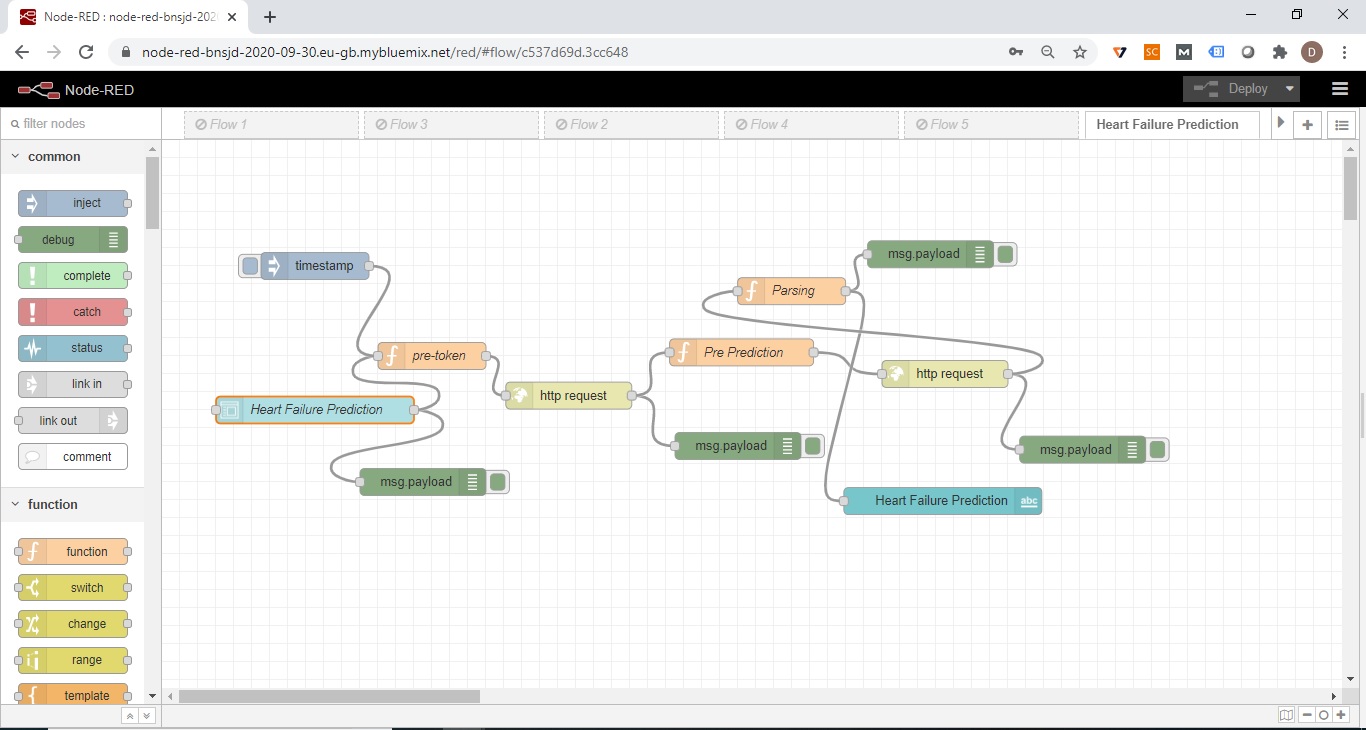 Node-RED : node-red-bnsjd-202
node-red-bnsjd-2020-09-30.eu-gb.mybluemix.net/red/#flow/c537d69d.3cc648
SC
M
D
Node-RED
Deploy
filter nodes
Flow 1
Flow 3
Flow 2
Flow 4
Flow 5
Heart Failure Prediction
common
inject
debug
complete
catch
status
link in
link out
comment
function
function
switch
change
range
template
timestamp
msg.payload
Parsing
pre-token
Pre Prediction
http request
http request
Heart Failure Prediction
msg.payload
msg.payload
msg.payload
Heart Failure Prediction
abc